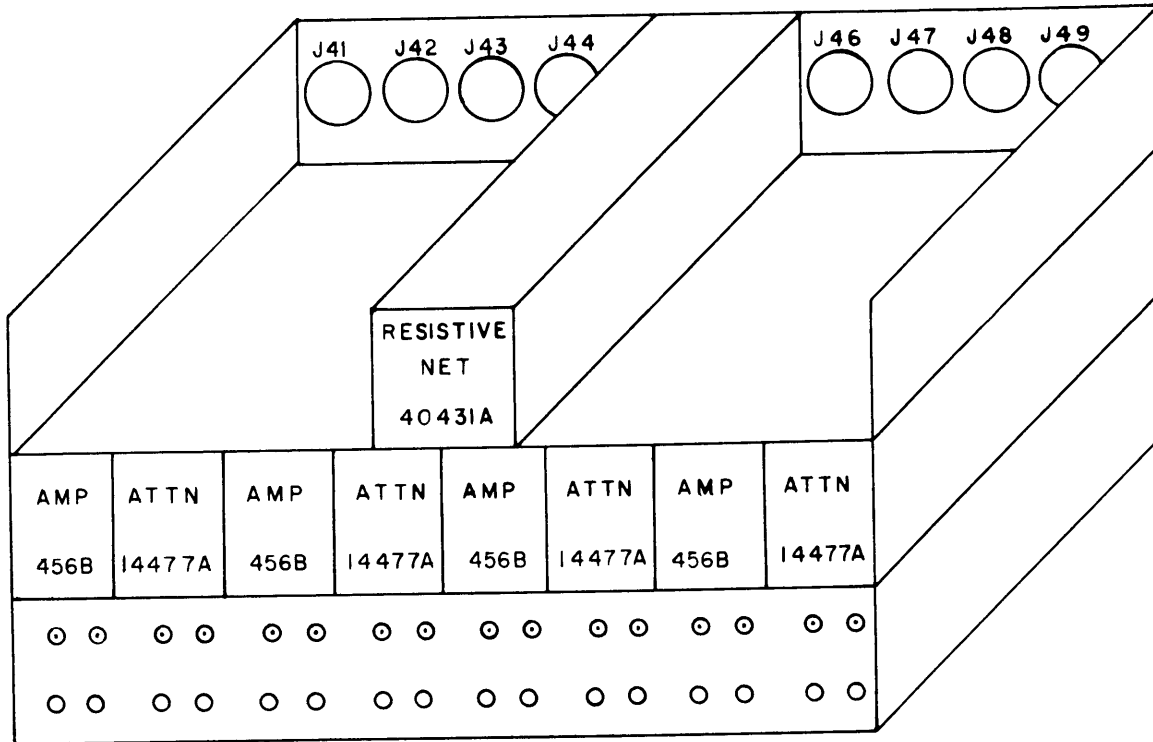 J41 J42 J43 J44 J46 J47 J48 J49
RESISTIVE
NET
40431A
AMP ATTN AMP ATTN AMP ATTN AMP ATTN
456B 14477A 456B 14477A 456B 14477A 456B 14477A